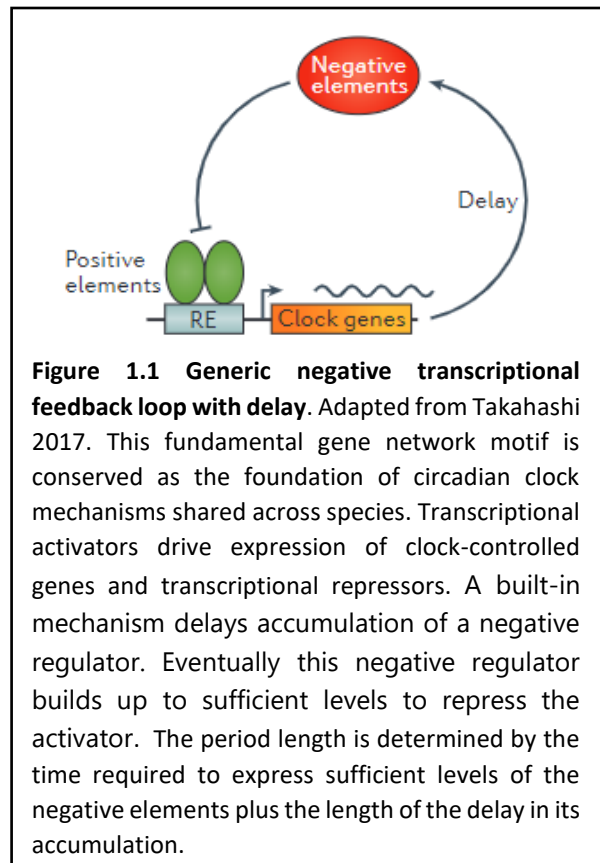 Negative
elements
Delay
Positive
elements
RE
Clock genes
Figure 1.1 Generic negative transcriptional
feedback loop with delay. Adapted from Takahashi
2017. This fundamental gene network motif is
conserved as the foundation of circadian clock
mechanisms shared across species. Transcriptional
activators drive expression of clock-controlled
genes and transcriptional repressors. A built-in
mechanism delays accumulation of a negative
regulator. Eventually this negative regulator
builds up to sufficient levels to repress the
activator. The period length is determined by the
time required to express sufficient levels of the
negative elements plus the length of the delay in its
accumulation.